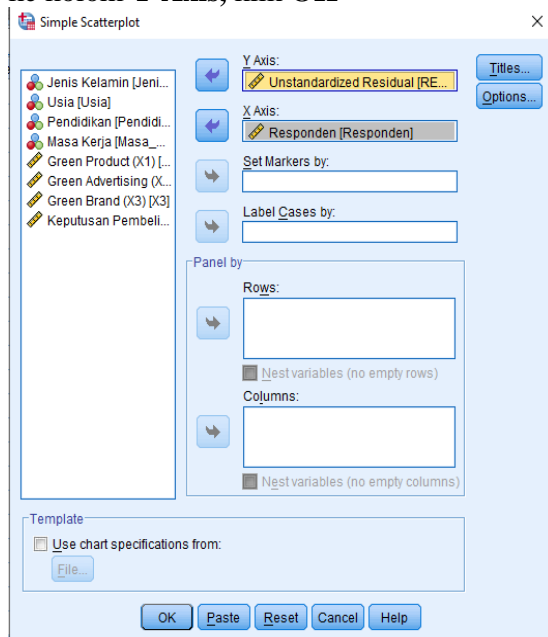 Simple Scatterplot
Jenis Kelamin [Jeni...
Usia [Usia]
Pendidikan [Pendidi...
Masa Kerja [Masa_...
Green Product (X1) [...
Green Advertising (X...
Green Brand (X3) [X3]
Keputusan Pembeli...
Y Axis:
Unstandardized Residual [RE...
X Axis:
Responden [Responden]
Set Markers by:
Label Cases by:
Panel by
Rows:
Nest variables (no empty rows)
Columns:
Nest variables (no empty columns)
Titles...
Options...
Template
Use chart specifications from:
File...
OK
Paste
Reset
Cancel
Help